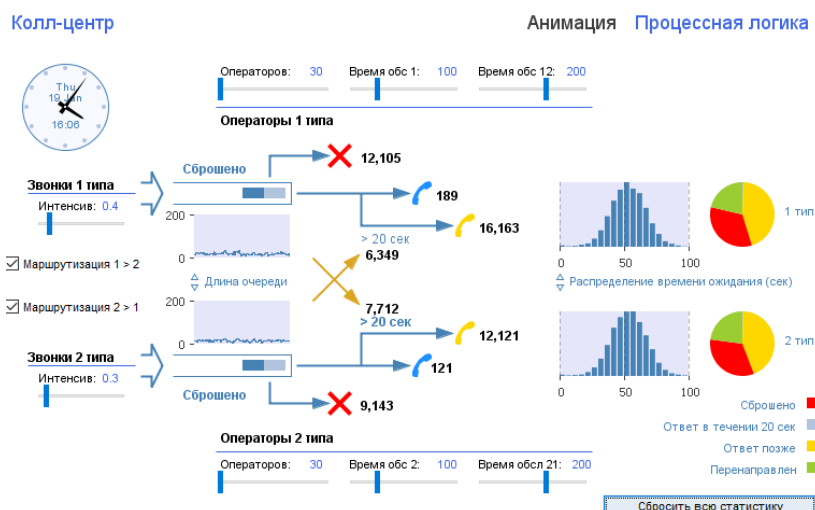 Колл-центр
Анимация Процессная логика
Операторов: 30 Время обс 1: 100 Время обс 12: 200
Thu
19 Jan
16:06
Операторы 1 типа
Сброшено
12,105
Звонки 1 типа
Интенсив: 0.4
189
16,163
1 тип
200
0
> 20 сек
6,349
0 50 100
Маршрутизация 1 > 2
Длина очереди
Распределение времени ожидания (сек)
Маршрутизация 2 > 1
200
0
7,712
> 20 сек
12,121
2 тип
Звонки 2 типа
Интенсив: 0.3
121
Сброшено
9,143
0 50 100
Сброшено
Ответ в течении 20 сек
Ответ позже
Перенаправлен
Операторы 2 типа
Операторов: 30 Время обс 2: 100 Время обсл 21: 200
Сбросить всю статистику